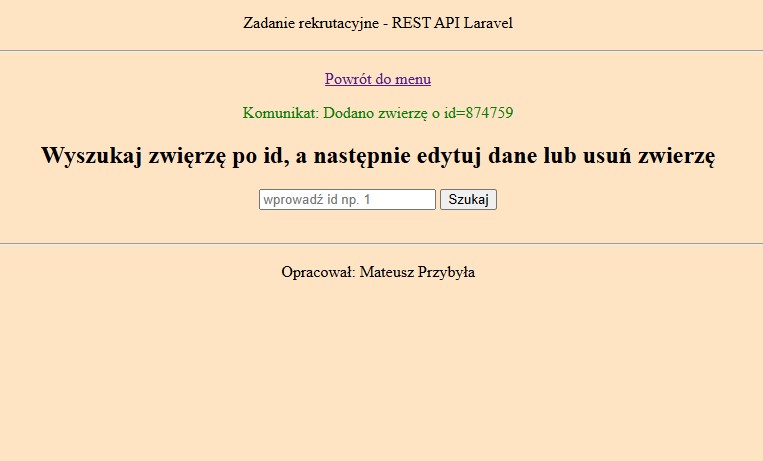 Zadanie rekrutacyjne - REST API Laravel
Powrót do menu
Komunikat: Dodano zwierzę o id=874759
Wyszukaj zwięrzę po id, a następnie edytuj dane lub usuń zwierzę
wprowadź id np. 1 Szukaj
Opracował: Mateusz Przybyła